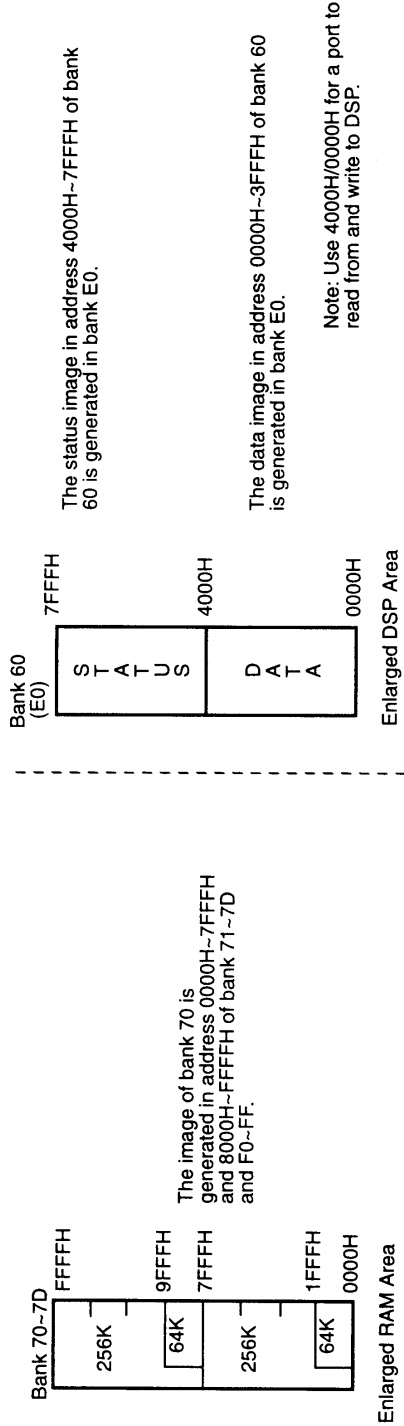 Bank 70~7D
FFFFH
256K
9FFFH
64K
7FFFH
256K
1FFFH
64K
0000H
The image of bank 70 is
generated in address 0000H~7FFFH
and 8000H~FFFFH of bank 71~7D
and F0~FF.
Enlarged RAM Area
Bank 60
(E0)
7FFFH
STATUS
4000H
DATA
0000H
The status image in address 4000H~7FFFH of bank
60 is generated in bank E0.
The data image in address 0000H~3FFFH of bank 60
is generated in bank E0.
Note: Use 4000H/0000H for a port to
read from and write to DSP.
Enlarged DSP Area